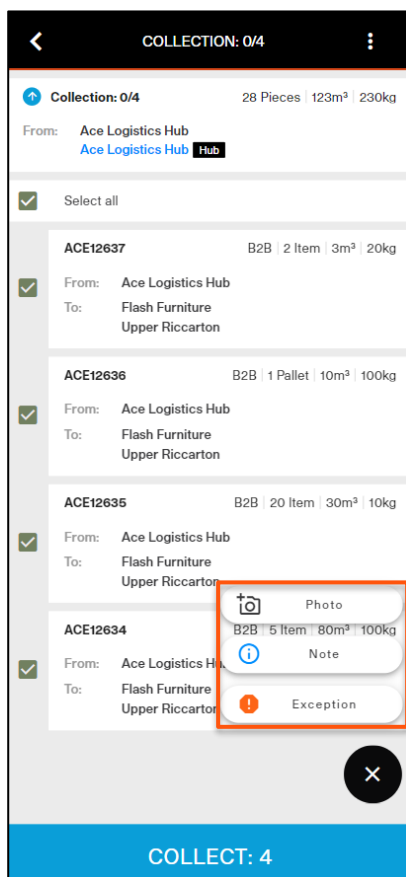 COLLECTION: 0/4
Collection: 0/4 28 Pieces 123m³ 230kg
From: Ace Logistics Hub
Ace Logistics Hub Hub
Select all
ACE12637 B2B 2 Item 3m³ 20kg
From: Ace Logistics Hub
To: Flash Furniture
Upper Riccarton
ACE12636 B2B 1 Pallet 10m³ 100kg
From: Ace Logistics Hub
To: Flash Furniture
Upper Riccarton
ACE12635 B2B 20 Item 30m³ 10kg
From: Ace Logistics Hub
To: Flash Furniture
Upper Riccarton
Photo
ACE12634 B2B 5 Item 80m³ 100kg
Note
From: Ace Logistics
To: Flash Furniture
Exception
Upper Riccarton
COLLECT: 4